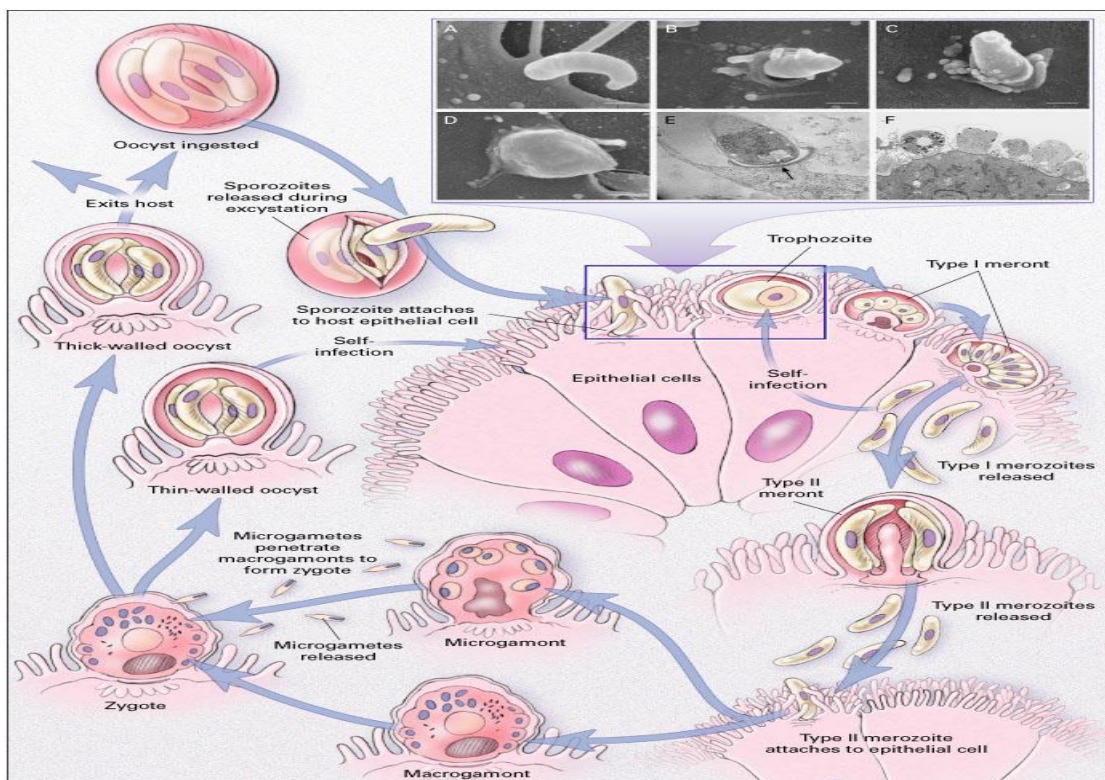 A
B
C
D
E
F
Oocyst ingested
Exits host
Sporozoites
released during
excystation
Trophozoite
Type I meront
Sporozoite attaches
to host epithelial cell
Thick-walled oocyst
Self-
infection
Epithelial cells
Self-
infection
Type I merozoites
released
Thin-walled oocyst
Type II
meront
Microgametes
penetrate
macrogamonts to
form zygote
Type II merozoites
released
Microgamont
Microgametes
released
Zygote
Type II merozoite
attaches to epithelial cell
Macrogamont